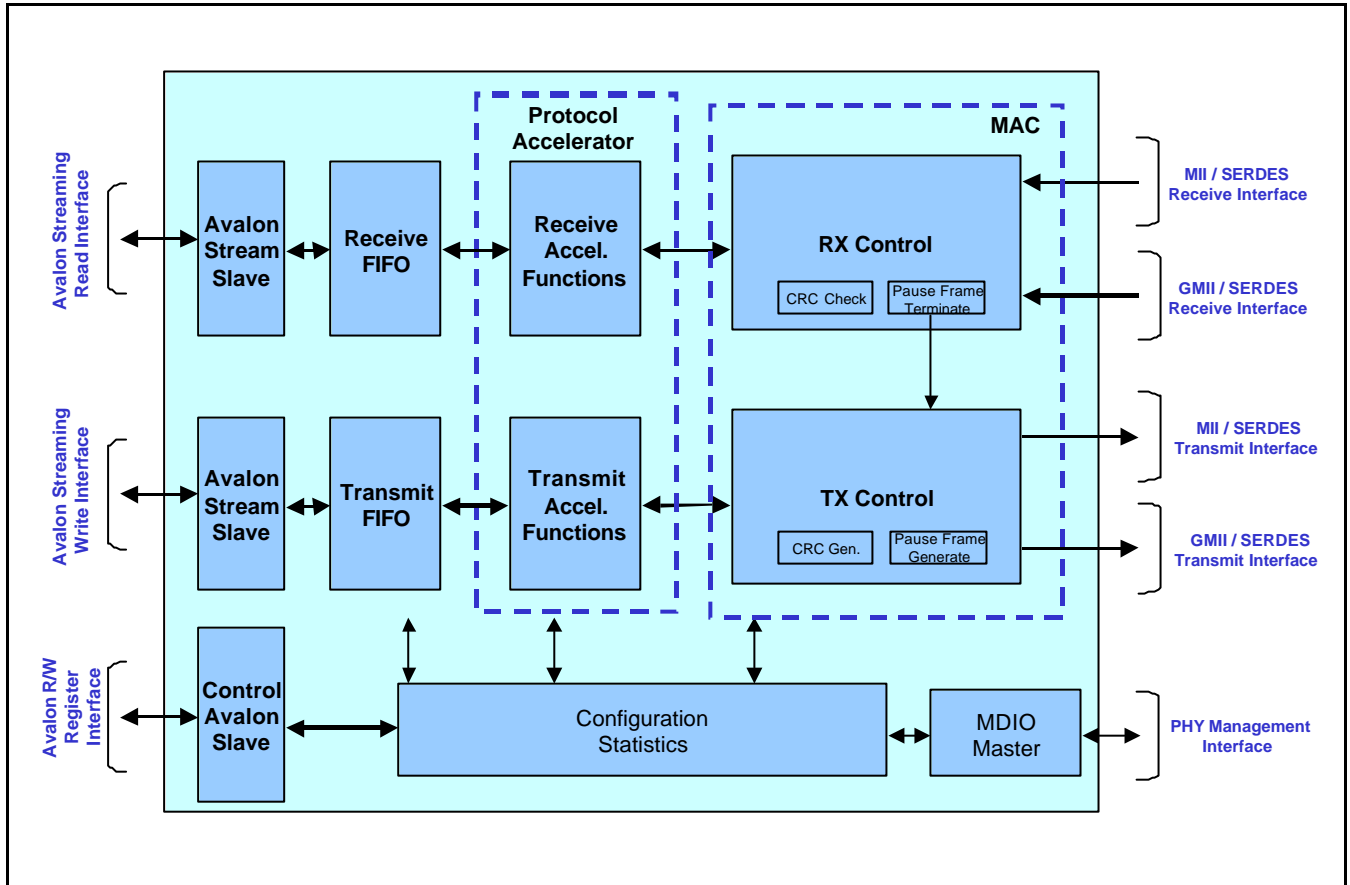 Protocol
Accelerator
MAC
Avalon Streaming
Read Interface
Avalon
Stream
Slave
Receive
FIFO
Receive
Accel.
Functions
RX Control
CRC Check
Pause Frame
Terminate
MII / SERDES
Receive Interface
GMII / SERDES
Receive Interface
Avalon Streaming
Write Interface
Avalon
Stream
Slave
Transmit
FIFO
Transmit
Accel.
Functions
TX Control
CRC Gen.
Pause Frame
Generate
MII / SERDES
Transmit Interface
GMII / SERDES
Transmit Interface
Avalon R/W
Register
Interface
Control
Avalon
Slave
Configuration
Statistics
MDIO
Master
PHY Management
Interface